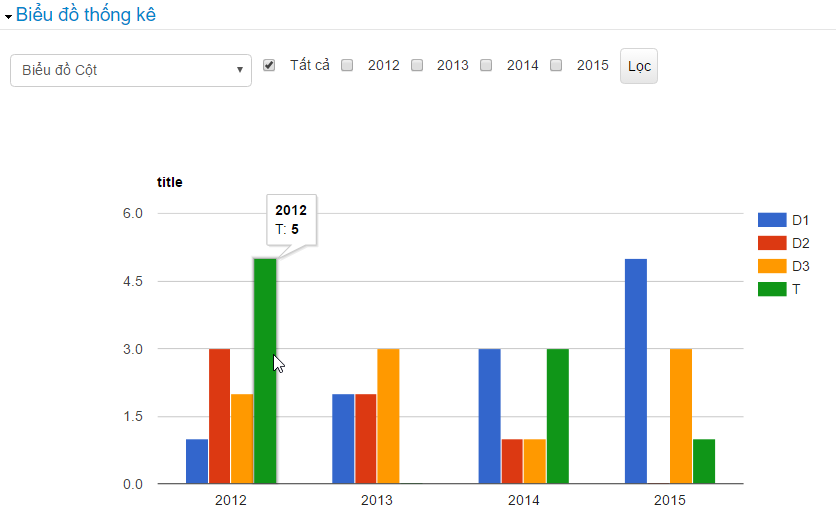 Biểu đồ thống kê
Biểu đồ Cột Tất cả 2012 2013 2014 2015 Lọc
title
2012
T: 5
6.0
4.5
3.0
1.5
0.0
2012 2013 2014 2015
D1
D2
D3
T